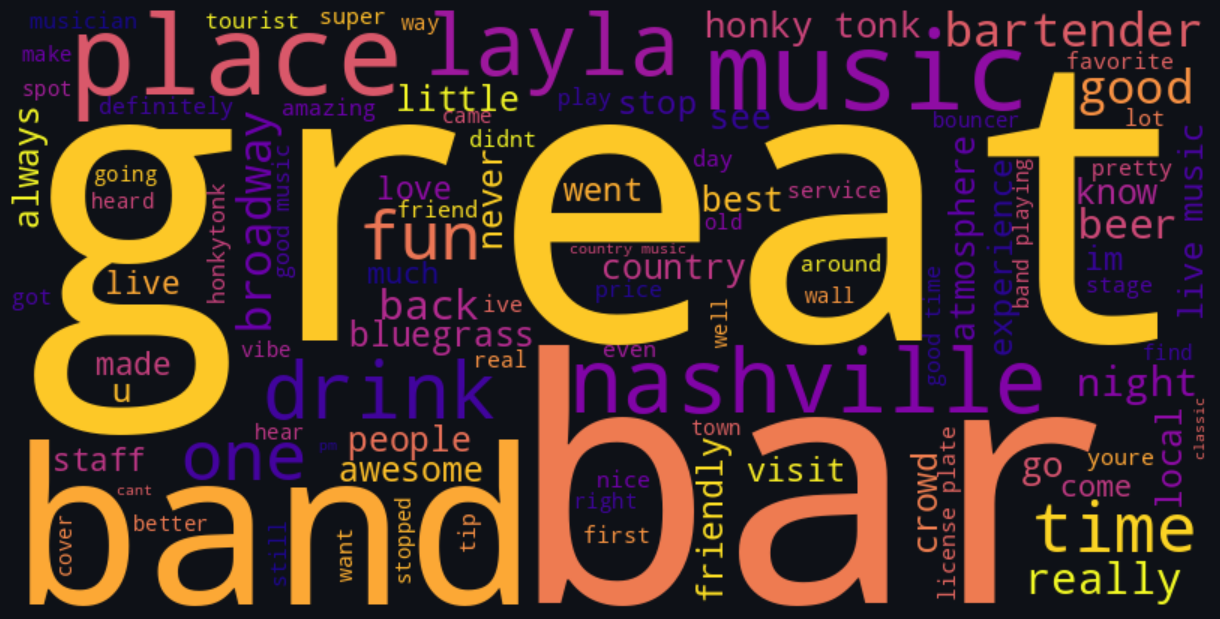 musician
tourist
super
way
make
place
layla
honky tonk
bartender
music
favorite
spot
definitely
amazing
little
play
stop
see
good
came
bouncer
lot
always
great
didnt
going
heard
broadway
good music
honkytonk
love
friend
never
went
day
best
service
old
atmosphere
experience
band playing
pretty
know
beer
live music
fun
much
country music
country
price
around
wall
im
stage
live
got
back
ive
bluegrass
well
good time
made
u
vibe
real
even
find
drink
nashville
night
hear
pm
people
town
bar
staff
one
awesome
friendly
visit
crowd
license plate
go
youre
come
local
classic
band
cant
better
cover
still
want
stopped
tip
nice
right
first
time
really